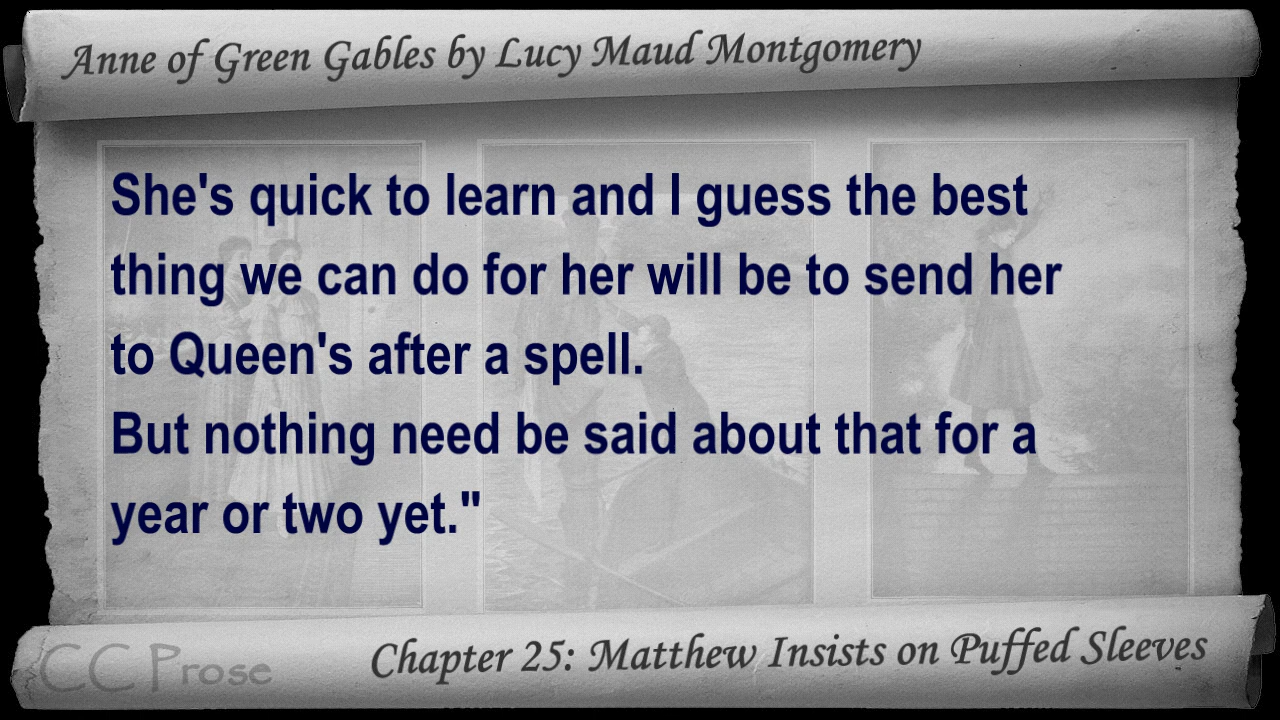 Anne of Green Gables by Lucy Maud Montgomery
She's quick to learn and I guess the best
thing we can do for her will be to send her
to Queen's after a spell.
But nothing need be said about that for a
year or two yet."
CC Prose
Chapter 25: Matthew Insists on Puffed Sleeves